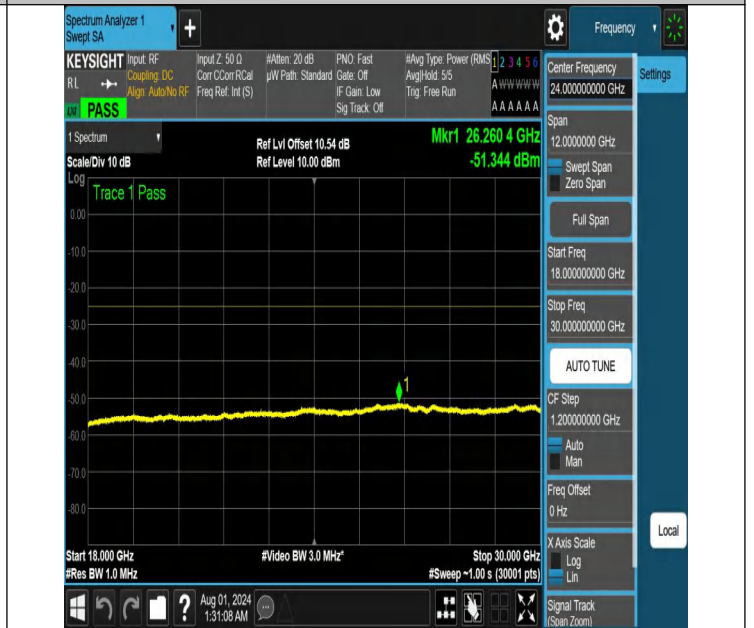 Spectrum Analyzer 1
Swept SA
+
Frequency
KEYSIGHT
RL
PASS
Input: RF
Coupling: DC
Align: Auto/No RF
Input Z: 50 Ω
Corr CCorr RCal
Freq Ref: Int (S)
#Atten: 20 dB
µW Path: Standard
PNO: Fast
Gate: Off
IF Gain: Low
Sig Track: Off
#Avg Type: Power (RMS
Avg|Hold: 5/5
Trig: Free Run
1 2 3 4 5 6
A W W W W W
A A A A A A
Center Frequency
24.000000000 GHz
Settings
1 Spectrum
Scale/Div 10 dB
Ref Lvl Offset 10.54 dB
Ref Level 10.00 dBm
Mkr1 26.260 4 GHz
-51.344 dBm
Log
Trace 1 Pass
0.00
-10.0
-20.0
-30.0
-40.0
-50.0
-60.0
-70.0
-80.0
1
Start 18.000 GHz
#Res BW 1.0 MHz
#Video BW 3.0 MHz*
Stop 30.000 GHz
#Sweep ~1.00 s (30001 pts)
Span
12.0000000 GHz
Swept Span
Zero Span
Full Span
Start Freq
18.000000000 GHz
Stop Freq
30.000000000 GHz
AUTO TUNE
CF Step
1.200000000 GHz
Auto
Man
Freq Offset
0 Hz
X Axis Scale
Log
Lin
Local
Signal Track
(Span Zoom)
?
Aug 01, 2024
1:31:08 AM